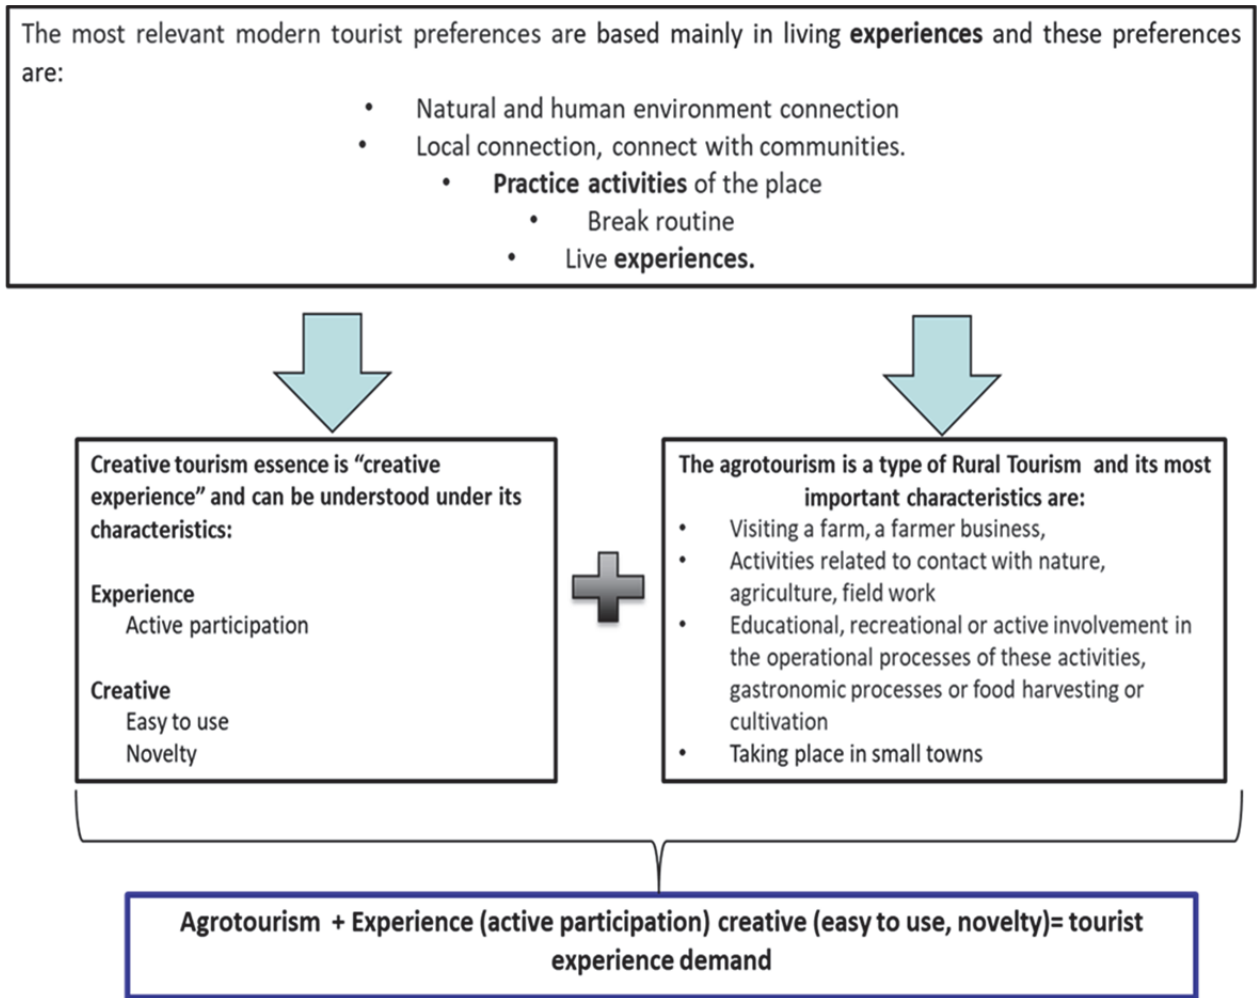 The most relevant modern tourist preferences are based mainly in living experiences and these preferences
are:
• Natural and human environment connection
• Local connection, connect with communities.
• Practice activities of the place
• Break routine
• Live experiences.
Creative tourism essence is “creative
experience” and can be understood under its
characteristics:
Experience
Active participation
Creative
Easy to use
Novelty
The agrotourism is a type of Rural Tourism and its most
important characteristics are:
• Visiting a farm, a farmer business,
• Activities related to contact with nature,
agriculture, field work
• Educational, recreational or active involvement in
the operational processes of these activities,
gastronomic processes or food harvesting or
cultivation
• Taking place in small towns
Agrotourism + Experience (active participation) creative (easy to use, novelty)= tourist
experience demand